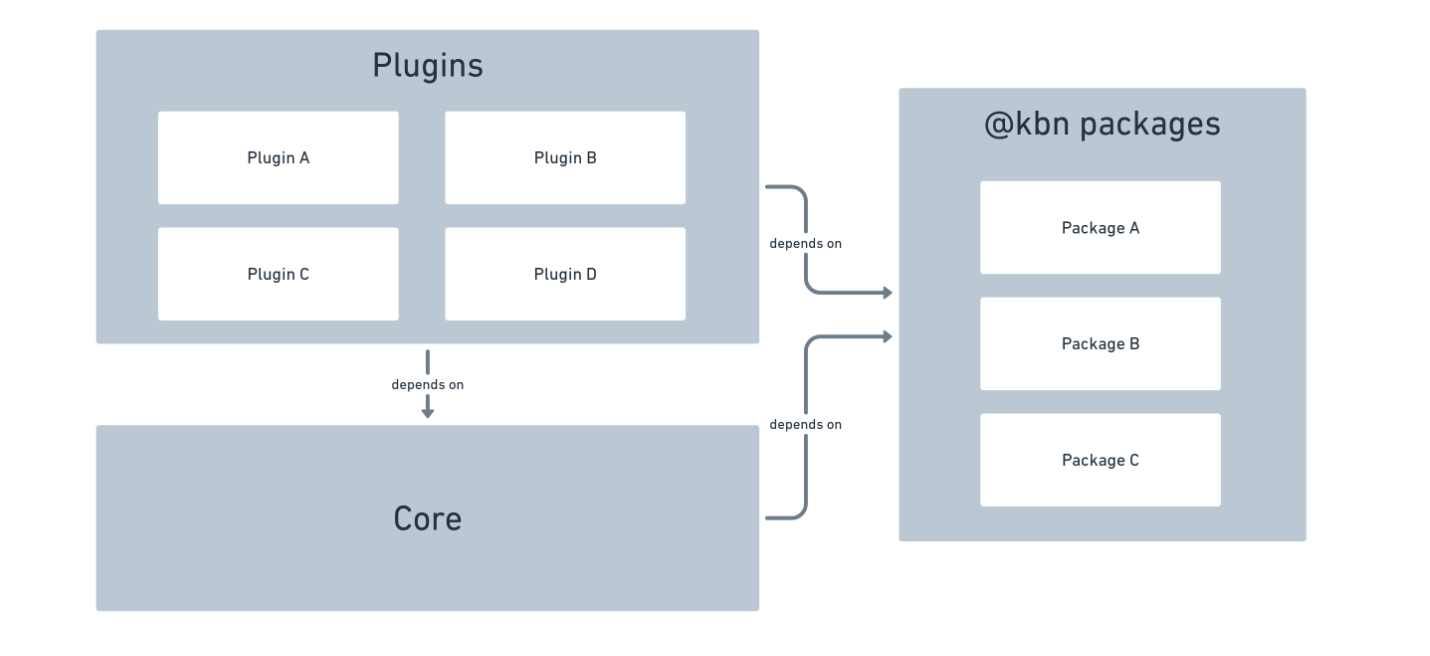 Plugins
Plugin A
Plugin B
Plugin C
Plugin D
depends on
Core
depends on
depends on
@kbn packages
Package A
Package B
Package C